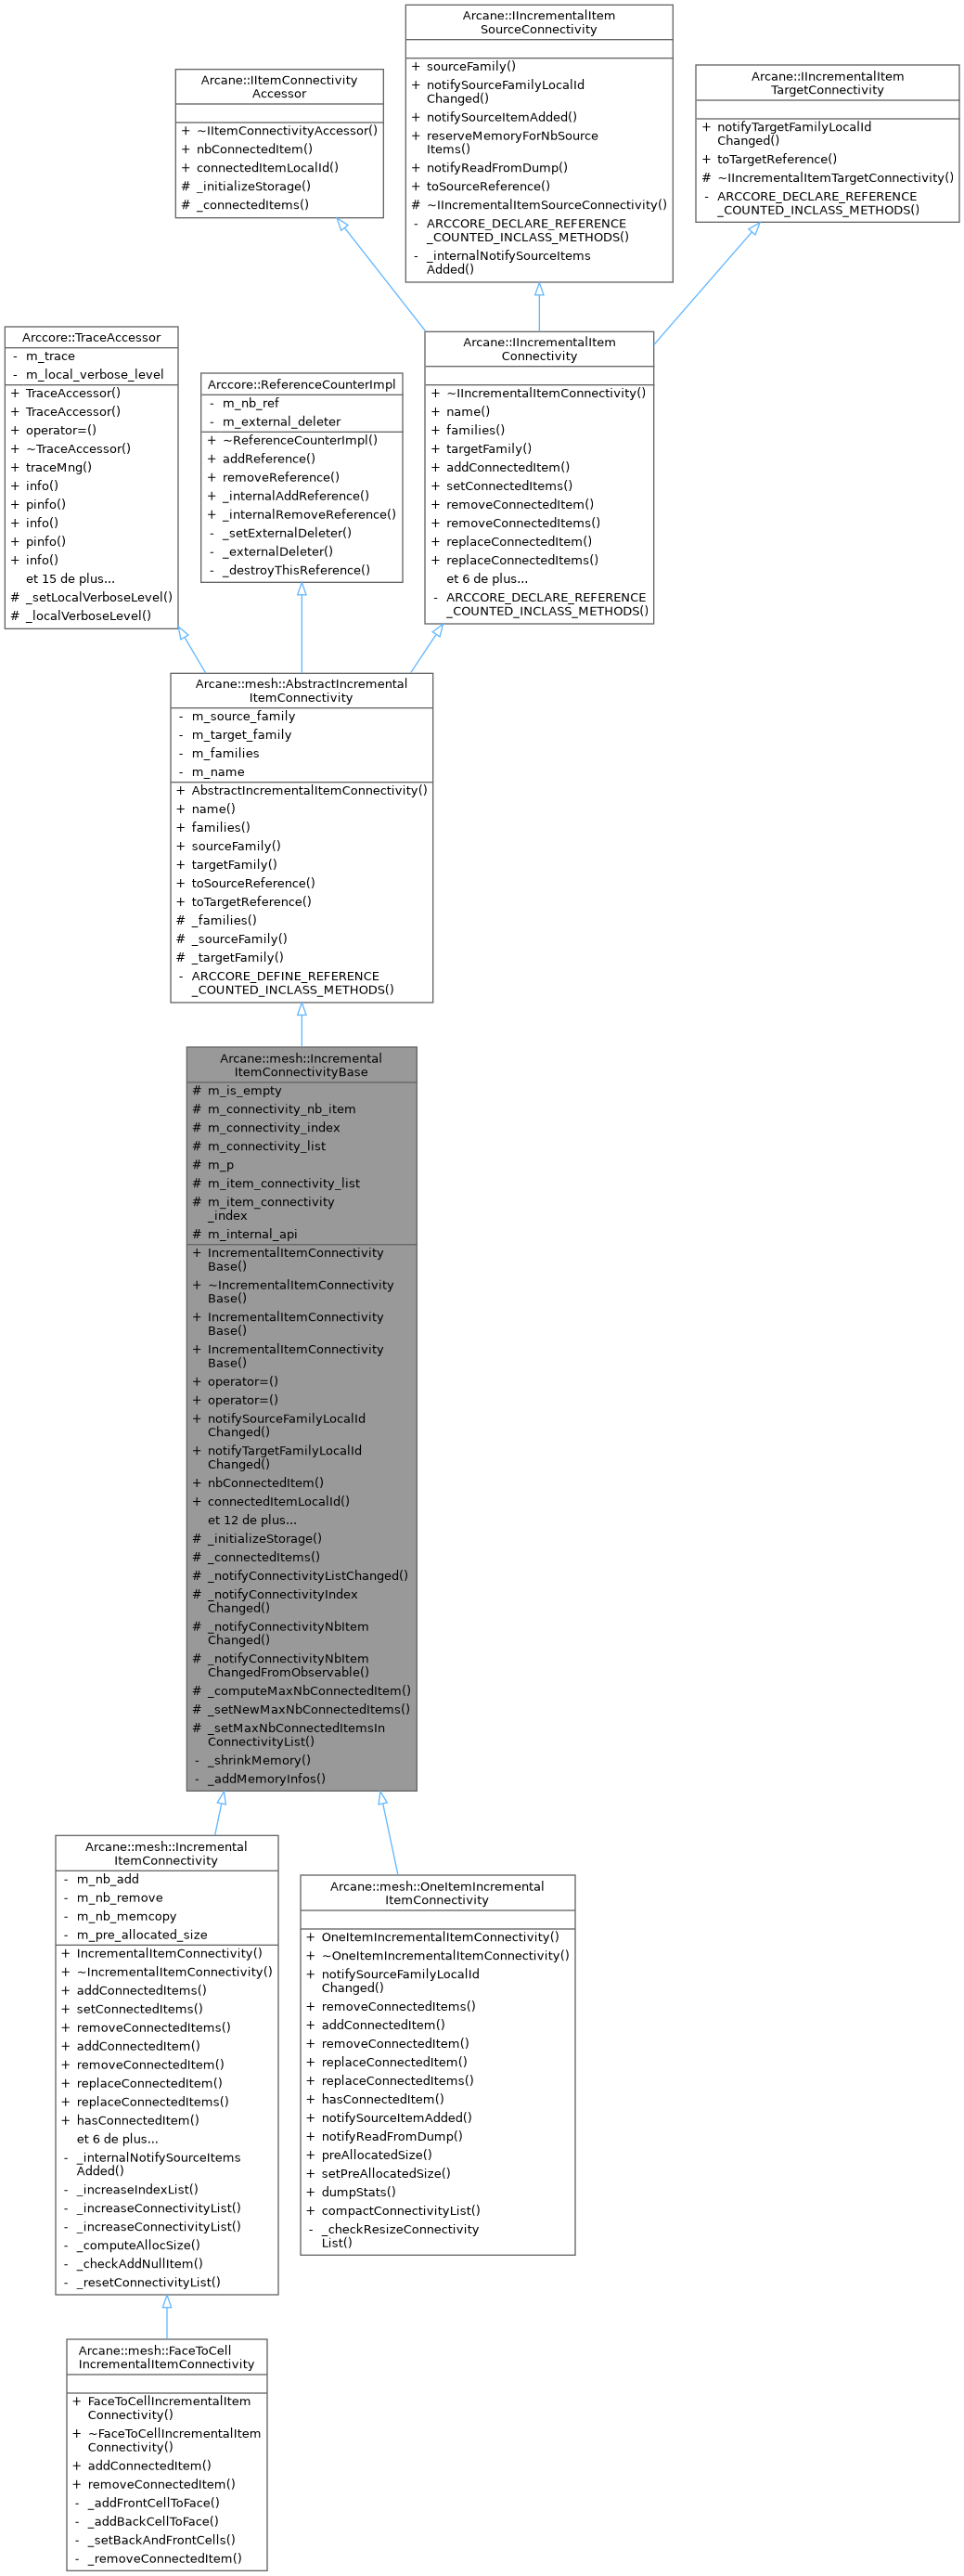 Arcane::IIncrementalItem
SourceConnectivity
+ sourceFamily()
+ notifySourceFamilyLocalId
Changed()
+ notifySourceItemAdded()
+ reserveMemoryForNbSource
Items()
+ notifyReadFromDump()
+ toSourceReference()
# ~IIncrementalItemSourceConnectivity()
- ARCCORE_DECLARE_REFERENCE
_COUNTED_INCLASS_METHODS()
- _internalNotifySourceItems
Added()
Arcane::IItemConnectivity
Accessor
+ ~IItemConnectivityAccessor()
+ nbConnectedItem()
+ connectedItemLocalId()
# _initializeStorage()
# _connectedItems()
Arcane::IIncrementalItem
TargetConnectivity
+ notifyTargetFamilyLocalId
Changed()
+ toTargetReference()
# ~IIncrementalItemTargetConnectivity()
- ARCCORE_DECLARE_REFERENCE
_COUNTED_INCLASS_METHODS()
Arccore::TraceAccessor
- m_trace
- m_local_verbose_level
+ TraceAccessor()
+ TraceAccessor()
+ operator=()
+ ~TraceAccessor()
+ traceMng()
+ info()
+ pinfo()
+ info()
+ pinfo()
+ info()
et 15 de plus...
# _setLocalVerboseLevel()
# _localVerboseLevel()
Arccore::ReferenceCounterImpl
- m_nb_ref
- m_external_deleter
+ ~ReferenceCounterImpl()
+ addReference()
+ removeReference()
+ _internalAddReference()
+ _internalRemoveReference()
- _setExternalDeleter()
- _externalDeleter()
- _destroyThisReference()
Arcane::IIncrementalItem
Connectivity
+ ~IIncrementalItemConnectivity()
+ name()
+ families()
+ targetFamily()
+ addConnectedItem()
+ setConnectedItems()
+ removeConnectedItem()
+ removeConnectedItems()
+ replaceConnectedItem()
+ replaceConnectedItems()
et 6 de plus...
- ARCCORE_DECLARE_REFERENCE
_COUNTED_INCLASS_METHODS()
Arcane::mesh::AbstractIncremental
ItemConnectivity
- m_source_family
- m_target_family
- m_families
- m_name
+ AbstractIncrementalItemConnectivity()
+ name()
+ families()
+ sourceFamily()
+ targetFamily()
+ toSourceReference()
+ toTargetReference()
# _families()
# _sourceFamily()
# _targetFamily()
- ARCCORE_DEFINE_REFERENCE
_COUNTED_INCLASS_METHODS()
Arcane::mesh::Incremental
ItemConnectivityBase
# m_is_empty
# m_connectivity_nb_item
# m_connectivity_index
# m_connectivity_list
# m_p
# m_item_connectivity_list
# m_item_connectivity
_index
# m_internal_api
+ IncrementalItemConnectivity
Base()
+ ~IncrementalItemConnectivity
Base()
+ IncrementalItemConnectivity
Base()
+ IncrementalItemConnectivity
Base()
+ operator=()
+ operator=()
+ notifySourceFamilyLocalId
Changed()
+ notifyTargetFamilyLocalId
Changed()
+ nbConnectedItem()
+ connectedItemLocalId()
et 12 de plus...
# _initializeStorage()
# _connectedItems()
# _notifyConnectivityListChanged()
# _notifyConnectivityIndex
Changed()
# _notifyConnectivityNbItem
Changed()
# _notifyConnectivityNbItem
ChangedFromObservable()
# _computeMaxNbConnectedItem()
# _setNewMaxNbConnectedItems()
# _setMaxNbConnectedItemsIn
ConnectivityList()
- _shrinkMemory()
- _addMemoryInfos()
Arcane::mesh::Incremental
ItemConnectivity
- m_nb_add
- m_nb_remove
- m_nb_memcopy
- m_pre_allocated_size
+ IncrementalItemConnectivity()
+ ~IncrementalItemConnectivity()
+ addConnectedItems()
+ setConnectedItems()
+ removeConnectedItems()
+ addConnectedItem()
+ removeConnectedItem()
+ replaceConnectedItem()
+ replaceConnectedItems()
+ hasConnectedItem()
et 6 de plus...
- _internalNotifySourceItems
Added()
- _increaseIndexList()
- _increaseConnectivityList()
- _increaseConnectivityList()
- _computeAllocSize()
- _checkAddNullItem()
- _resetConnectivityList()
Arcane::mesh::OneItemIncremental
ItemConnectivity
+ OneItemIncrementalItemConnectivity()
+ ~OneItemIncrementalItemConnectivity()
+ notifySourceFamilyLocalId
Changed()
+ removeConnectedItems()
+ addConnectedItem()
+ removeConnectedItem()
+ replaceConnectedItem()
+ replaceConnectedItems()
+ hasConnectedItem()
+ notifySourceItemAdded()
+ notifyReadFromDump()
+ preAllocatedSize()
+ setPreAllocatedSize()
+ dumpStats()
+ compactConnectivityList()
- _checkResizeConnectivity
List()
Arcane::mesh::FaceToCell
IncrementalItemConnectivity
+ FaceToCellIncrementalItem
Connectivity()
+ ~FaceToCellIncrementalItem
Connectivity()
+ addConnectedItem()
+ removeConnectedItem()
- _addFrontCellToFace()
- _addBackCellToFace()
- _setBackAndFrontCells()
- _removeConnectedItem()